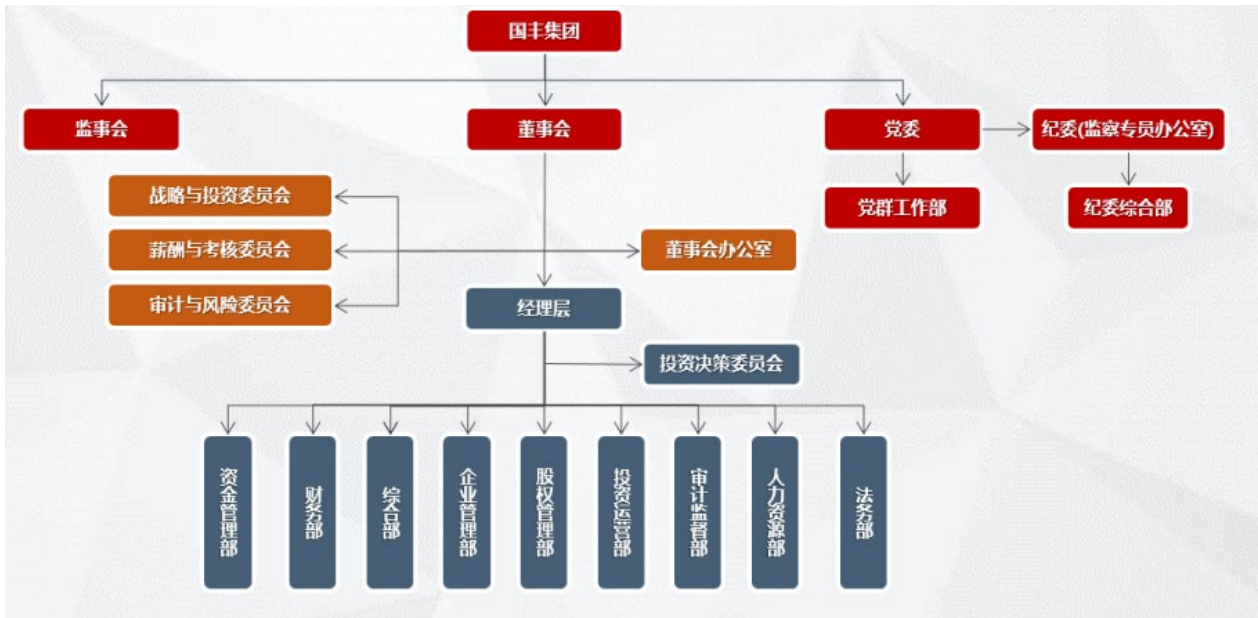 国丰集团
监事会
董事会
党委
纪委(监察专员办公室)
战略与投资委员会
党群工作部
纪委综合部
薪酬与考核委员会
董事会办公室
审计与风险委员会
经理层
投资决策委员会
资金管理部
财务部
综合部
企业管理部
股权管理部
投资运营部
审计监督部
人力资源部
法务部